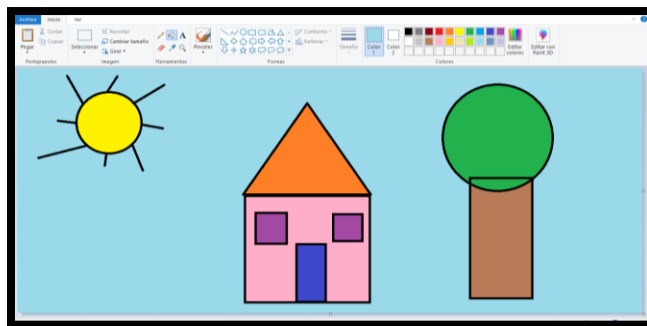 Archivo Inicio Ver
Pegar
Cortar
Copiar
Portapapeles
Seleccionar
Recortar
Cambiar tamaño
Girar
Imagen
A
Herramientas
Pinceles
Contorno
Rellenar
Formas
Tamaño
Color 1
Color 2
Editar colores
Colores
Editar con Paint 3D